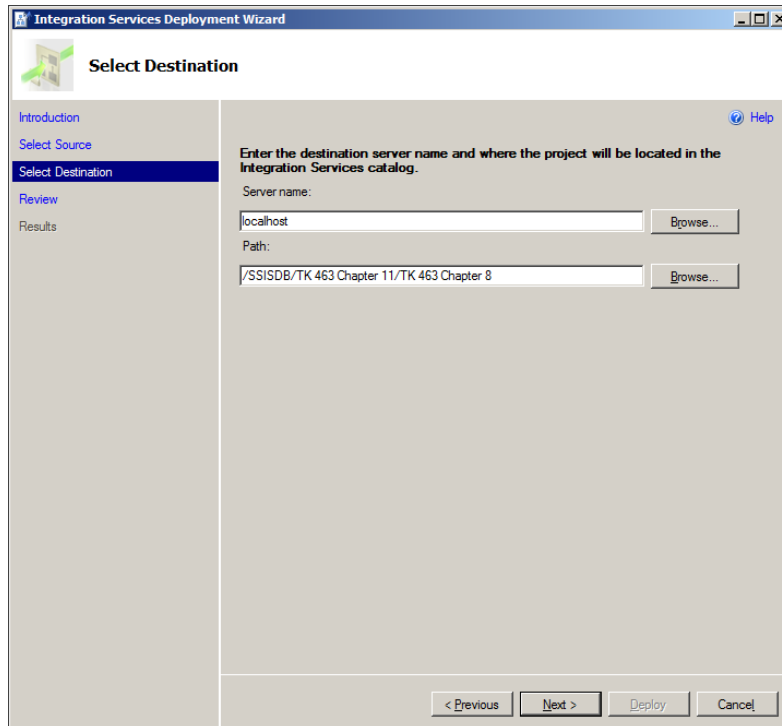 Integration Services Deployment Wizard
Select Destination
Introduction
Select Source
Select Destination
Review
Results
Help
Enter the destination server name and where the project will be located in the
Integration Services catalog.
Server name:
localhost
Browse...
Path:
/SSISDB/TK 463 Chapter 11/TK 463 Chapter 8
Browse...
< Previous
Next >
Deploy
Cancel